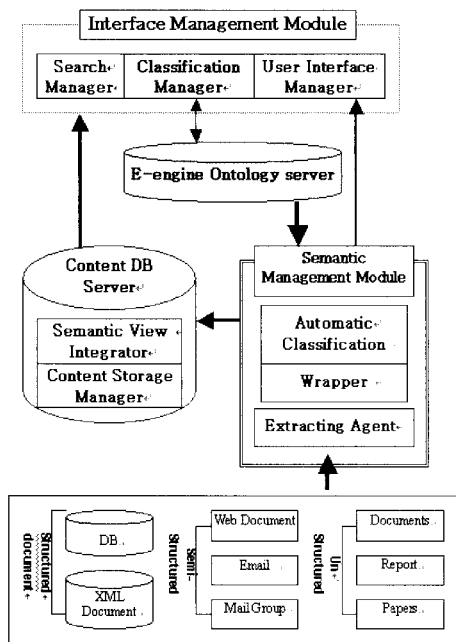 Interface Management Module
Search Manager
Classification Manager
User Interface Manager
E-engine Ontology server
Content DB Server
Semantic View Integrator
Content Storage Manager
Semantic Management Module
Automatic Classification
Wrapper
Extracting Agent
Structured document
DB
XML Document
Semi-Structured
Web Document
Email
Mail Group
Un-Structured
Documents
Report
Papers